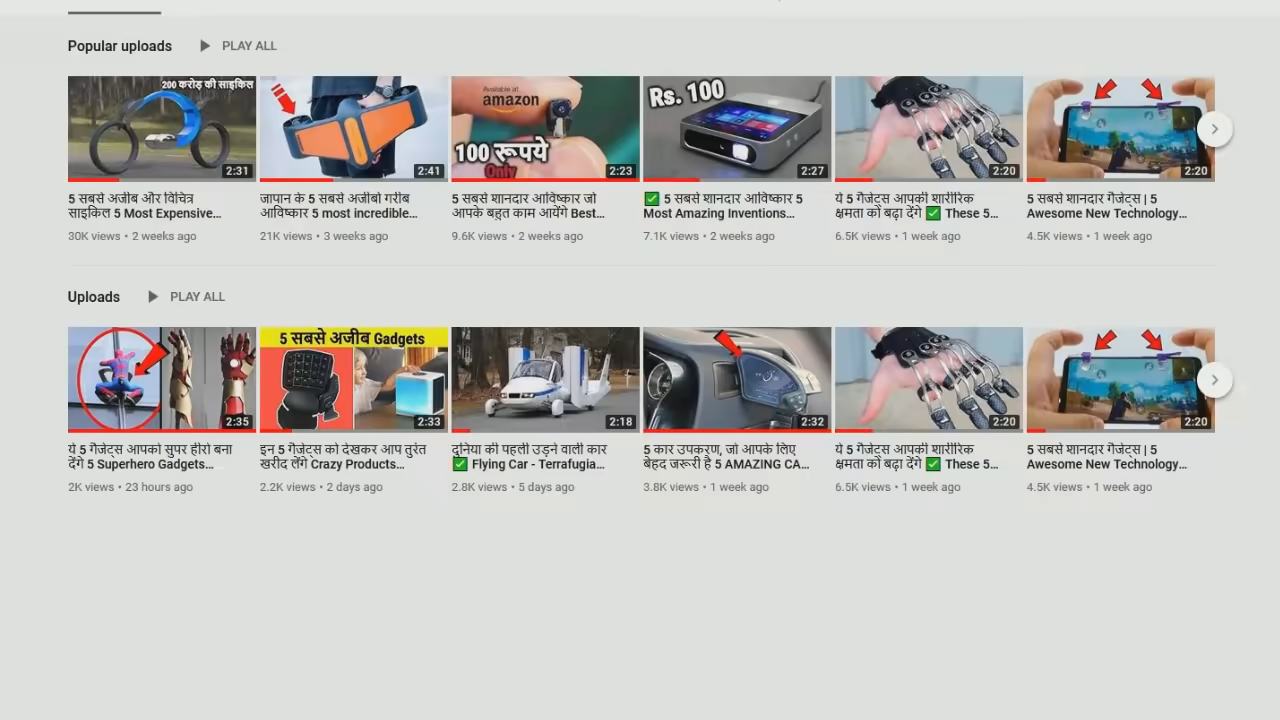 Popular uploads PLAY ALL
200 करोड़ की साइकिल
2:31
2:41
Available at
amazon
100 रूपये
Only
2:23
Rs. 100
2:27
2:20
2:20
5 सबसे अजीब और विचित्र
साइकिल 5 Most Expensive...
30K views • 2 weeks ago
जापान के 5 सबसे अजीबो गरीब
आविष्कार 5 most incredible...
21K views • 3 weeks ago
5 सबसे शानदार आविष्कार जो
आपके बहुत काम आयेंगे Best...
9.6K views • 2 weeks ago
✅ 5 सबसे शानदार आविष्कार 5
Most Amazing Inventions...
7.1K views • 2 weeks ago
ये 5 गैजेट्स आपकी शारीरिक
क्षमता को बढ़ा देंगे ✅ These 5...
6.5K views • 1 week ago
5 सबसे शानदार गैजेट्स | 5
Awesome New Technology...
4.5K views • 1 week ago
Uploads PLAY ALL
2:35
5 सबसे अजीब Gadgets
2:33
2:18
2:32
2:20
2:20
ये 5 गैजेट्स आपको सुपर हीरो बना
देंगे 5 Superhero Gadgets...
2K views • 23 hours ago
इन 5 गैजेट्स को देखकर आप तुरंत
खरीद लेंगे Crazy Products...
2.2K views • 2 days ago
दुनिया की पहली उड़ने वाली कार
✅ Flying Car - Terrafugia...
2.8K views • 5 days ago
5 कार उपकरण, जो आपके लिए
बेहद जरूरी है 5 AMAZING CA...
3.8K views • 1 week ago
ये 5 गैजेट्स आपकी शारीरिक
क्षमता को बढ़ा देंगे ✅ These 5...
6.5K views • 1 week ago
5 सबसे शानदार गैजेट्स | 5
Awesome New Technology...
4.5K views • 1 week ago